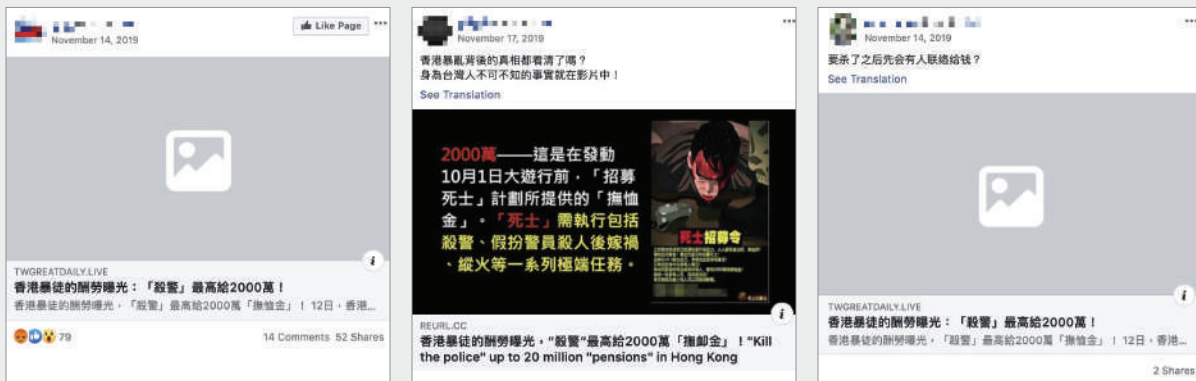 November 14, 2019
Like Page
TWGREATDAILY.LIVE
香港暴徒的酬勞曝光：「殺警」最高給2000萬！
香港暴徒的酬勞曝光，「殺警」最高給2000萬「撫恤金」！ 12日，香港...
79
14 Comments 52 Shares
November 17, 2019
香港暴亂背後的真相都看清了嗎？
身為台灣人不可不知的事實就在影片中！
See Translation
2000萬——這是在發動
10月1日大遊行前，「招募
死士」計劃所提供的「撫恤
金」。「死士」需執行包括
殺警、假扮警員殺人後嫁禍
、縱火等一系列極端任務。
死士招募令
REURL.CC
香港暴徒的酬勞曝光，“殺警”最高給2000萬「撫卹金」！"Kill
the police" up to 20 million "pensions" in Hong Kong
November 14, 2019
要杀了之后先会有人联络给钱？
See Translation
TWGREATDAILY.LIVE
香港暴徒的酬勞曝光：「殺警」最高給2000萬！
香港暴徒的酬勞曝光，「殺警」最高給2000萬「撫恤金」！ 12日，香港...
2 Shares